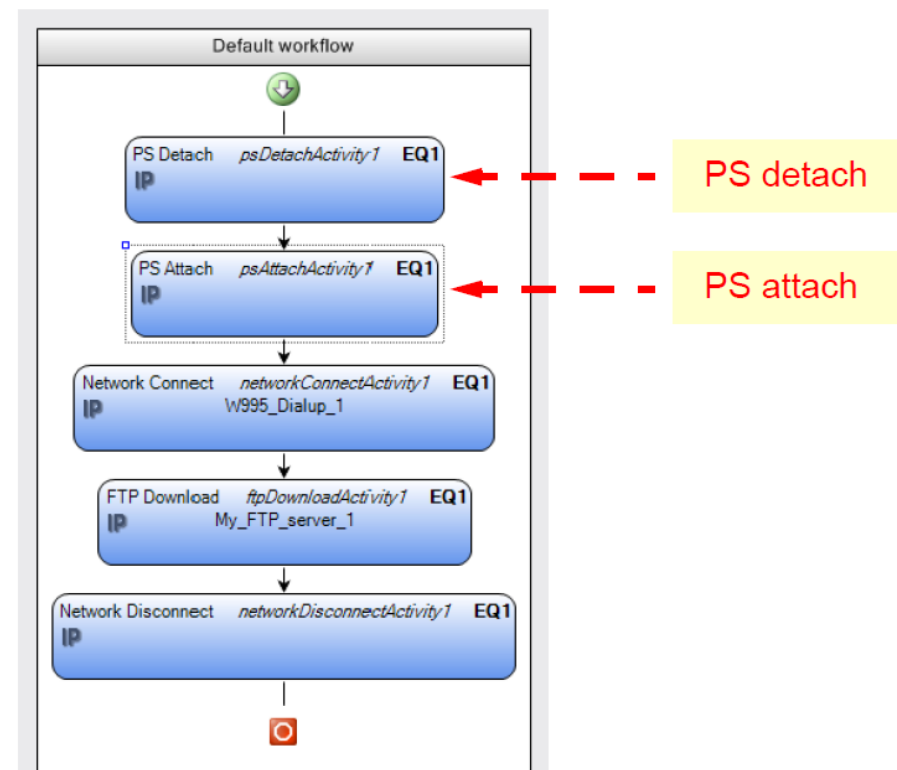 Default workflow
PS Detach psDetachActivity1 EQ1
IP
PS detach
PS Attach psAttachActivity1 EQ1
IP
PS attach
Network Connect networkConnectActivity1 EQ1
IP W995_Dialup_1
FTP Download ftpDownloadActivity1 EQ1
IP My_FTP_server_1
Network Disconnect networkDisconnectActivity1 EQ1
IP